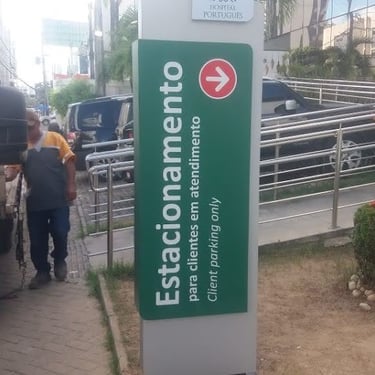 HOSPITAL
PORTUGUÊS
Estacionamento
para clientes em atendimento
Client parking only